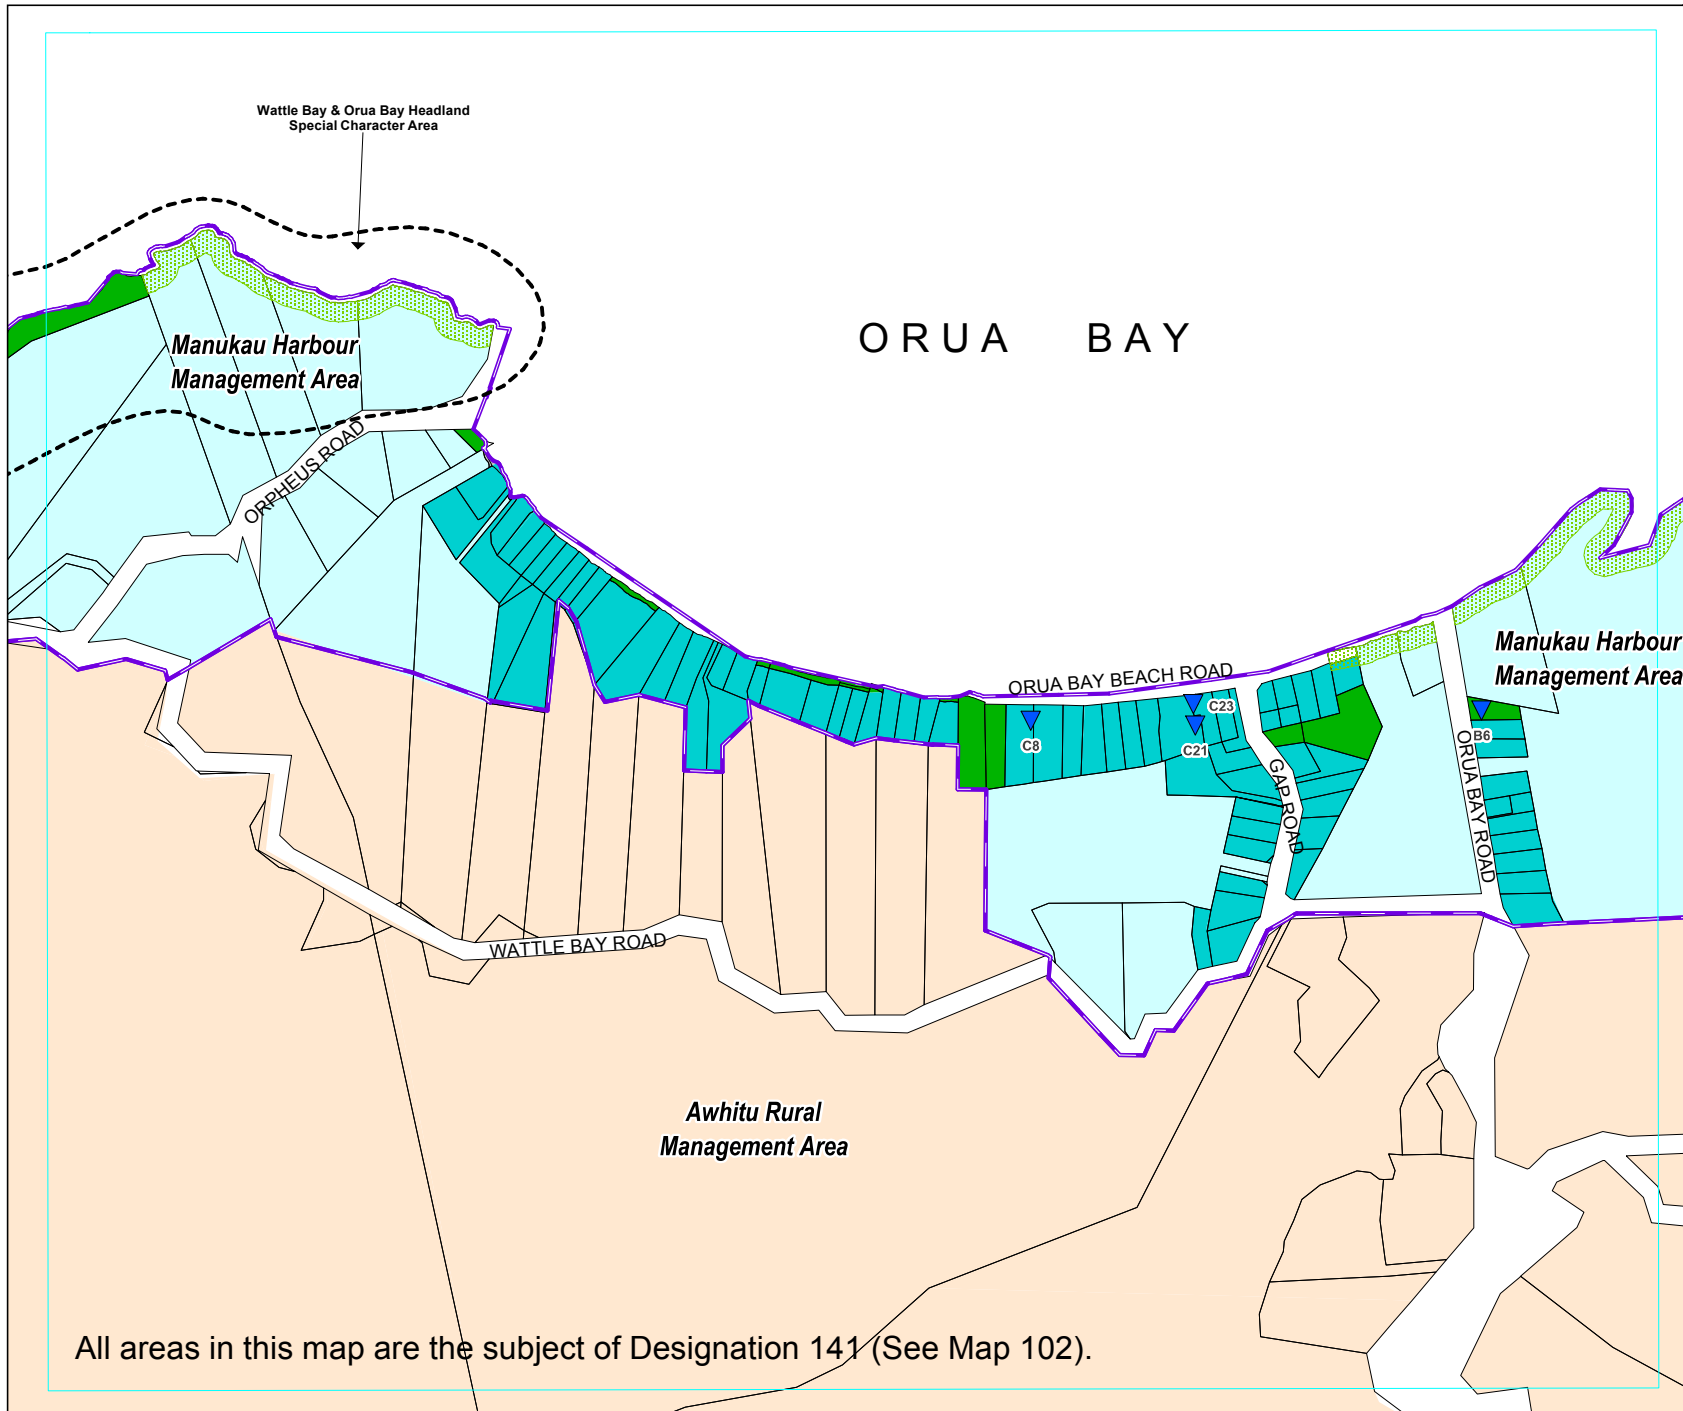 Wattle Bay & Orua Bay Headland
Special Character Area
ORUA BAY
Manukau Harbour
Management Area
ORPHEUS ROAD
Manukau Harbour
Management Area
ORUA BAY BEACH ROAD
C23
C8
C21
B6
GAP ROAD
ORUA BAY ROAD
WATTLE BAY ROAD
Awhitu Rural
Management Area
All areas in this map are the subject of Designation 141 (See Map 102).